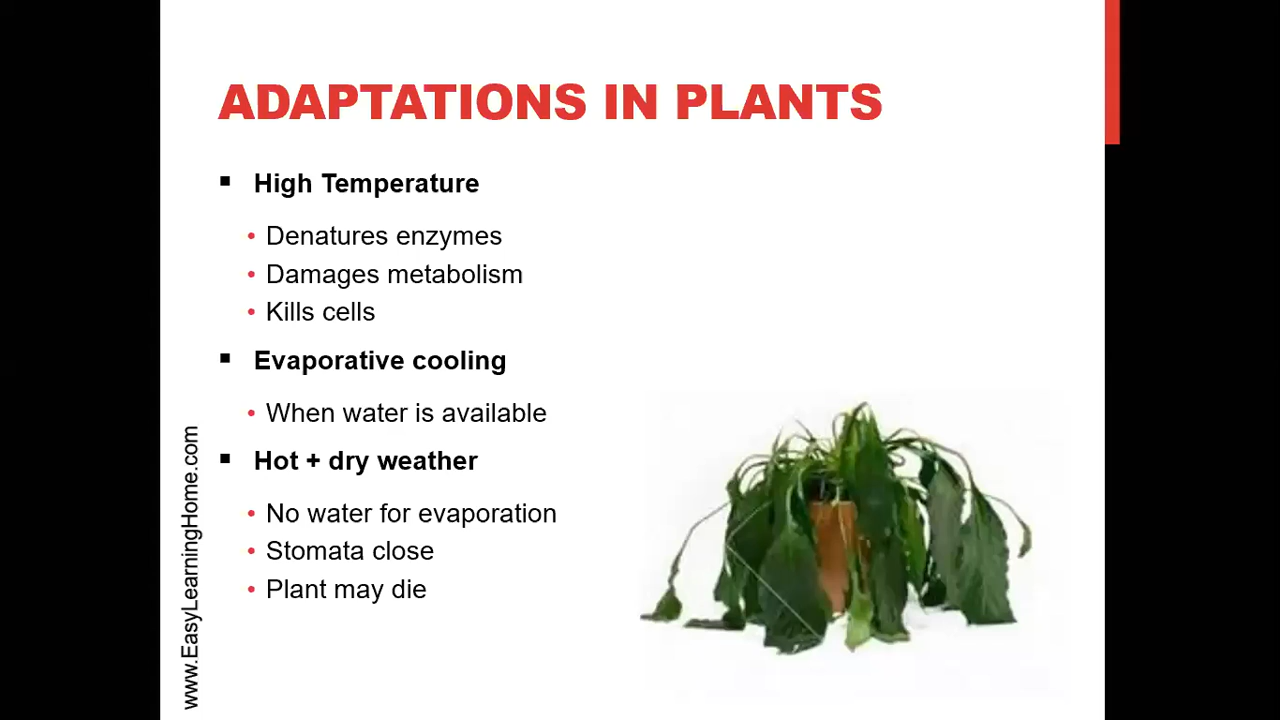 ADAPTATIONS IN PLANTS
▪ High Temperature
• Denatures enzymes
• Damages metabolism
• Kills cells
▪ Evaporative cooling
• When water is available
▪ Hot + dry weather
• No water for evaporation
• Stomata close
• Plant may die
www.EasyLearningHome.com